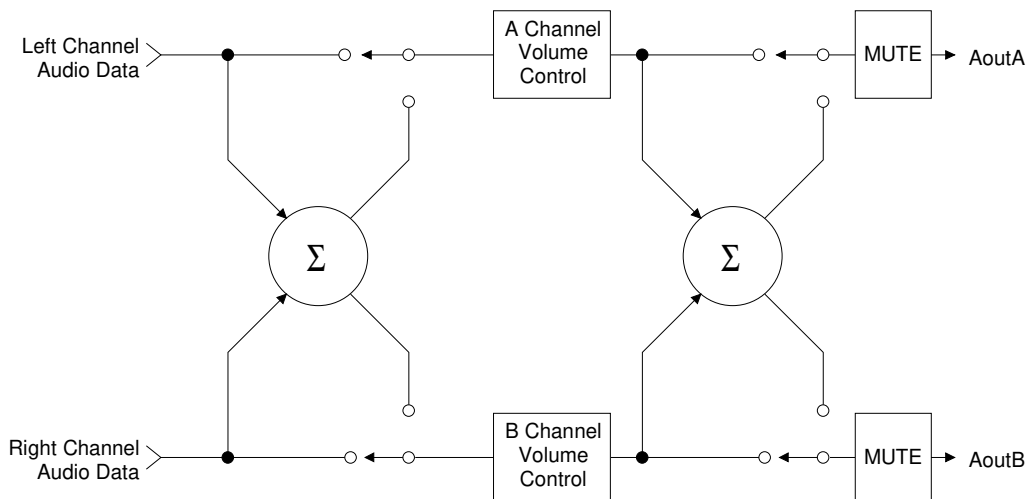 Left Channel
Audio Data
A Channel
Volume
Control
MUTE
AoutA
Σ
Σ
Right Channel
Audio Data
B Channel
Volume
Control
MUTE
AoutB